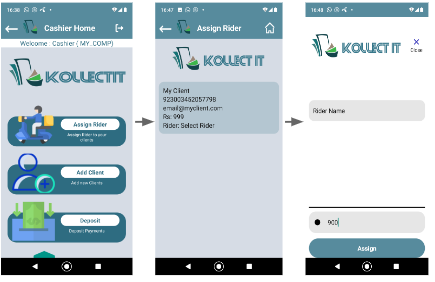 16:38
Cashier Home
Welcome : Cashier ( MY_COMP)
KOLLECTIT
Assign Rider
Assign Rider to your
clients
Add Client
Add new Clients
Deposit
Deposit Payments
16:47
Assign Rider
KOLLECT IT
My Client
923003452057798
email@myclient.com
Rs: 999
Rider: Select Rider
16:48
KOLLECT IT
X
Close
Rider Name
900
Assign